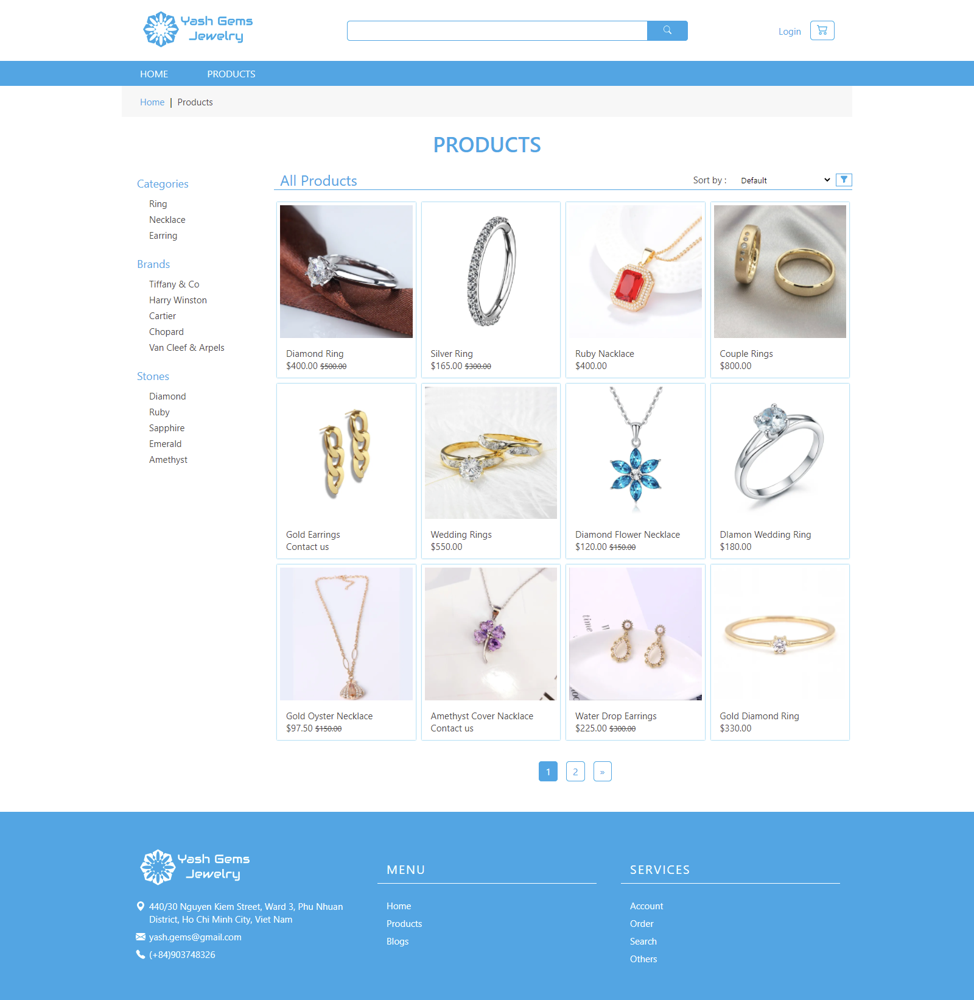 Yash Gems
Jewelry
Login
HOME
PRODUCTS
Home | Products
PRODUCTS
Categories
Ring
Necklace
Earring
Brands
Tiffany & Co
Harry Winston
Cartier
Chopard
Van Cleef & Arpels
Stones
Diamond
Ruby
Sapphire
Emerald
Amethyst
All Products
Sort by :
Default
Diamond Ring
$400.00 $500.00
Silver Ring
$165.00 $300.00
Ruby Nacklace
$400.00
Couple Rings
$800.00
Gold Earrings
Contact us
Wedding Rings
$550.00
Diamond Flower Necklace
$120.00 $150.00
DIamon Wedding Ring
$180.00
time
Gold Oyster Necklace
$97.50 $150.00
Amethyst Cover Nacklace
Contact us
Water Drop Earrings
$225.00 $300.00
Gold Diamond Ring
$330.00
1
2
»
Yash Gems
Jewelry
440/30 Nguyen Kiem Street, Ward 3, Phu Nhuan
District, Ho Chi Minh City, Viet Nam
yash.gems@gmail.com
(+84)903748326
MENU
Home
Products
Blogs
SERVICES
Account
Order
Search
Others